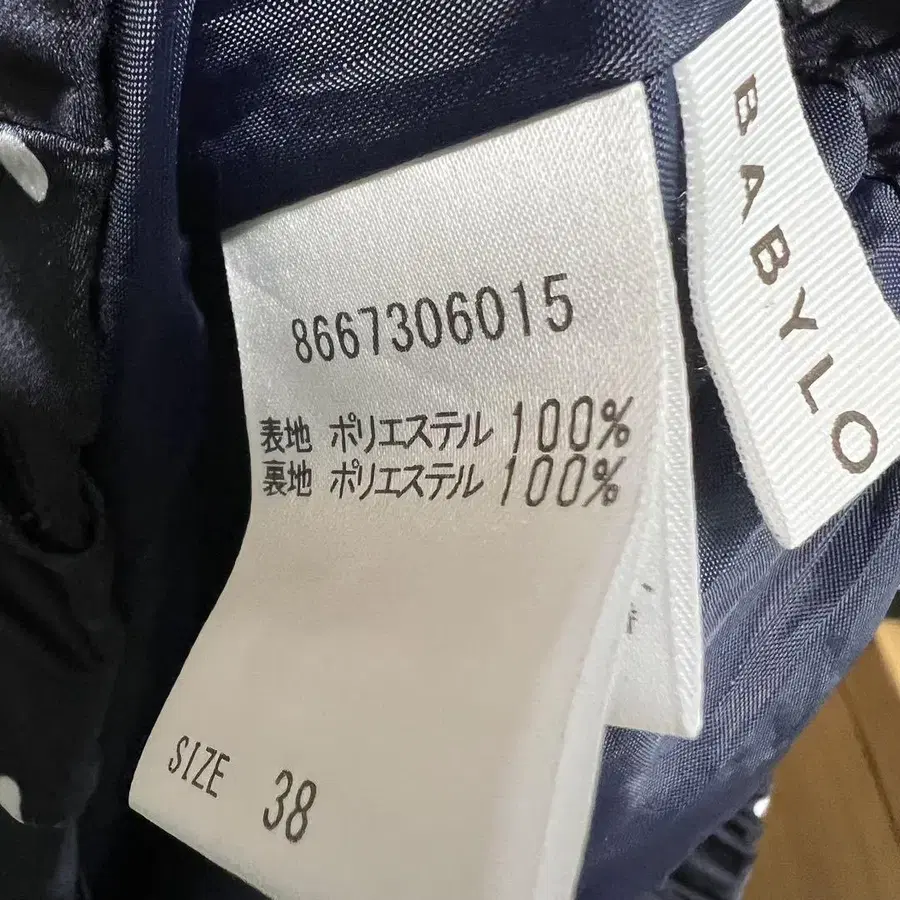 BABYLO
8667306015
表地 ポリエステル 100%
裏地 ポリエステル 100%
SIZE 38